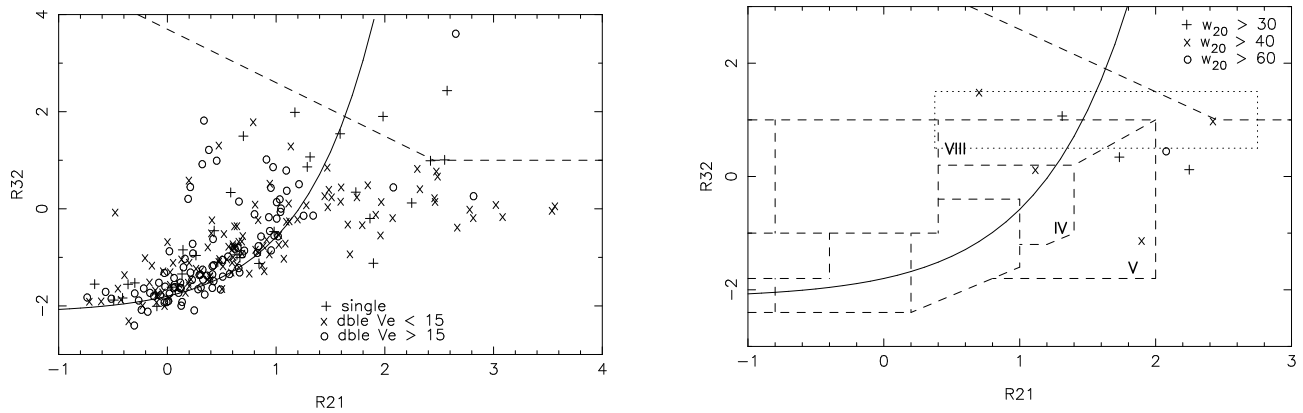 4
2
0
−2
R32
−1
0
1
2
3
4
R21
+ single
x dble Ve < 15
o dble Ve > 15
2
0
−2
R32
−1
0
1
2
3
R21
+ w20 > 30
x w20 > 40
o w20 > 60
VIII
IV
V